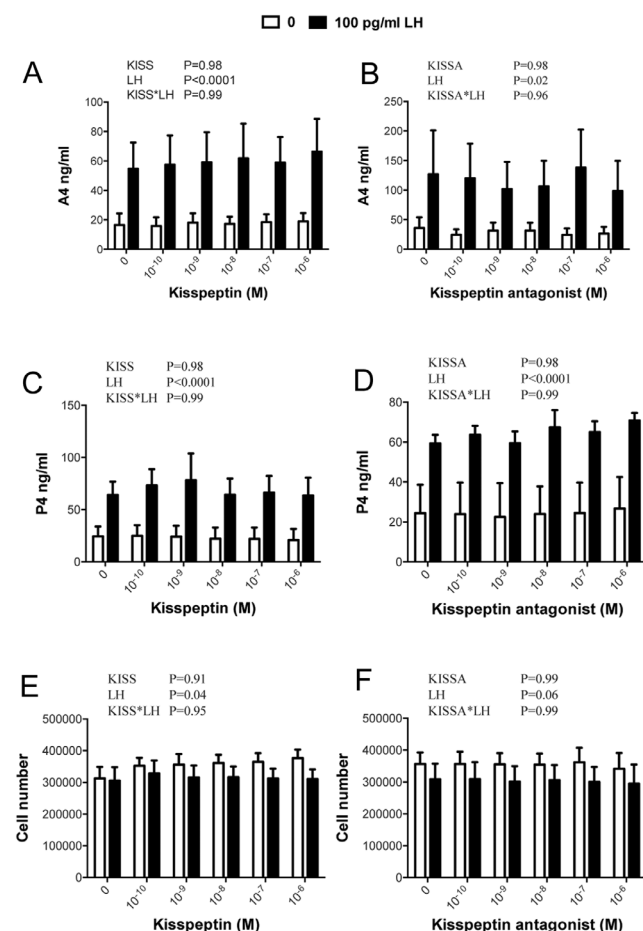 0 100 pg/ml LH
A
KISS P=0.98
LH P<0.0001
KISS*LH P=0.99
100
80
60
40
20
0
A4 ng/ml
0 10⁻¹⁰ 10⁻⁹ 10⁻⁸ 10⁻⁷ 10⁻⁶
Kisspeptin (M)
B
KISSA P=0.98
LH P=0.02
KISSA*LH P=0.96
250
200
150
100
50
0
A4 ng/ml
0 10⁻¹⁰ 10⁻⁹ 10⁻⁸ 10⁻⁷ 10⁻⁶
Kisspeptin antagonist (M)
C
KISS P=0.98
LH P<0.0001
KISS*LH P=0.99
150
100
50
0
P4 ng/ml
0 10⁻¹⁰ 10⁻⁹ 10⁻⁸ 10⁻⁷ 10⁻⁶
Kisspeptin (M)
D
KISSA P=0.98
LH P<0.0001
KISSA*LH P=0.99
80
60
40
20
0
P4 ng/ml
0 10⁻¹⁰ 10⁻⁹ 10⁻⁸ 10⁻⁷ 10⁻⁶
Kisspeptin antagonist (M)
E
KISS P=0.91
LH P=0.04
KISS*LH P=0.95
500000
400000
300000
200000
100000
0
Cell number
0 10⁻¹⁰ 10⁻⁹ 10⁻⁸ 10⁻⁷ 10⁻⁶
Kisspeptin (M)
F
KISSA P=0.99
LH P=0.06
KISSA*LH P=0.99
500000
400000
300000
200000
100000
0
Cell number
0 10⁻¹⁰ 10⁻⁹ 10⁻⁸ 10⁻⁷ 10⁻⁶
Kisspeptin antagonist (M)